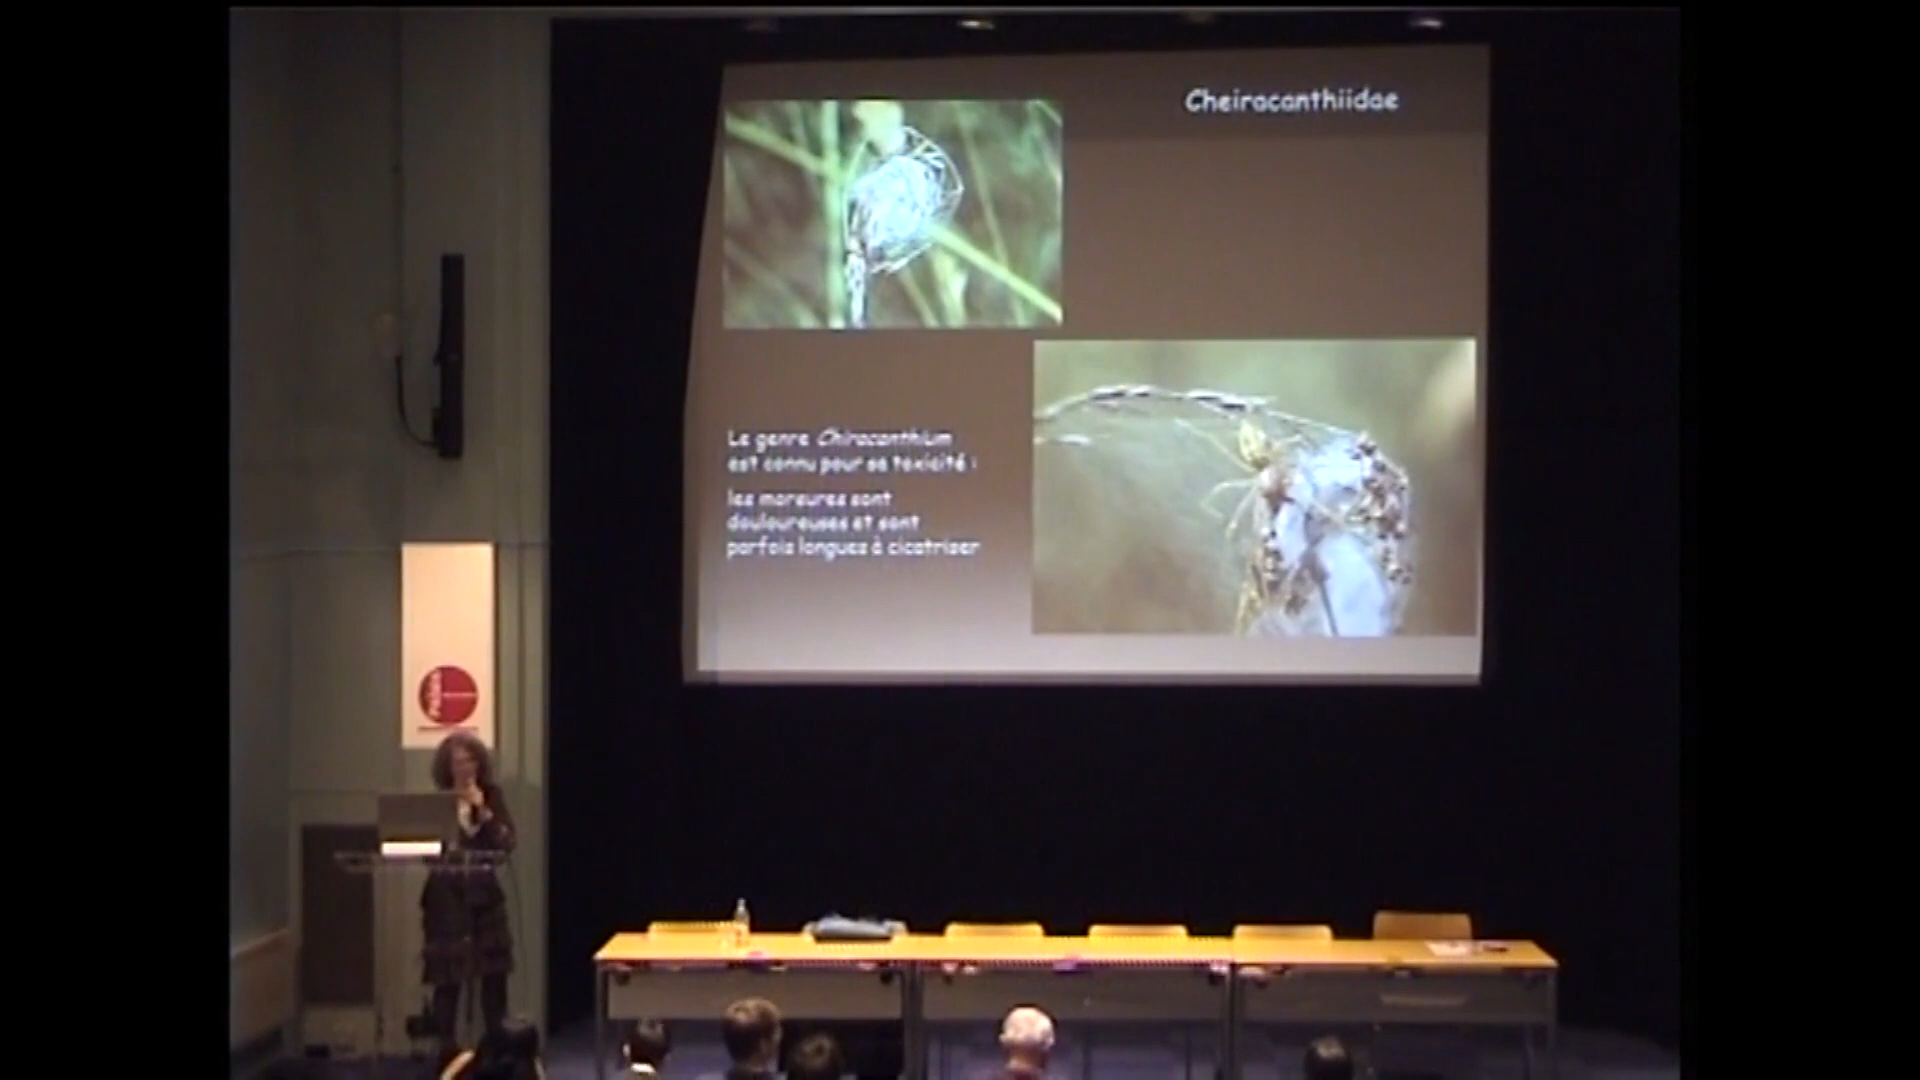 Cheiracanthiidae
Le genre Chiracanthium
est connu pour sa toxicité :
les morsures sont
douloureuses et sont
parfois longues à cicatriser